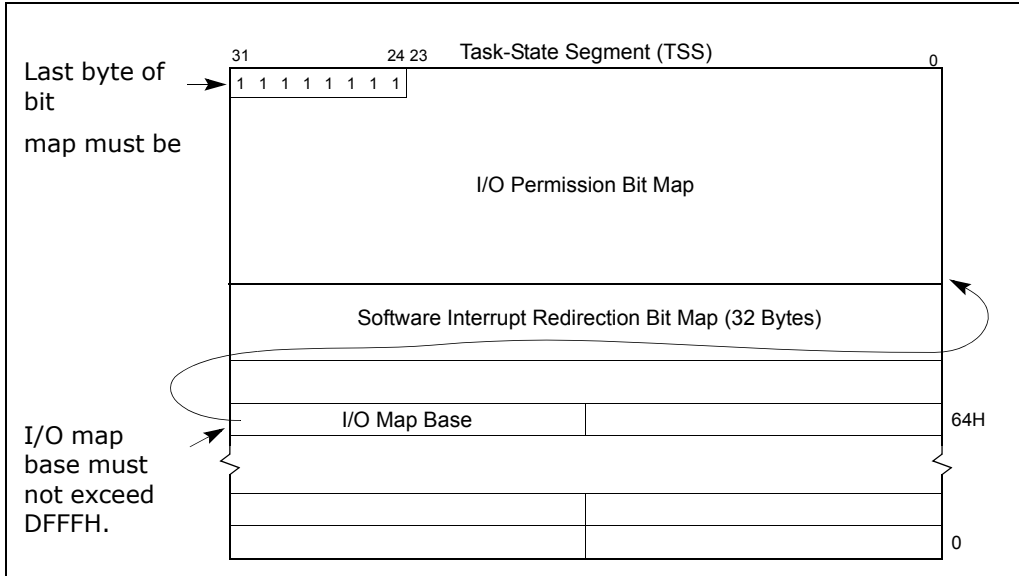 31 24 23 Task-State Segment (TSS) 0
Last byte of
bit
map must be
1 1 1 1 1 1 1 1
I/O Permission Bit Map
Software Interrupt Redirection Bit Map (32 Bytes)
I/O Map Base 64H
I/O map
base must
not exceed
DFFFH.
0